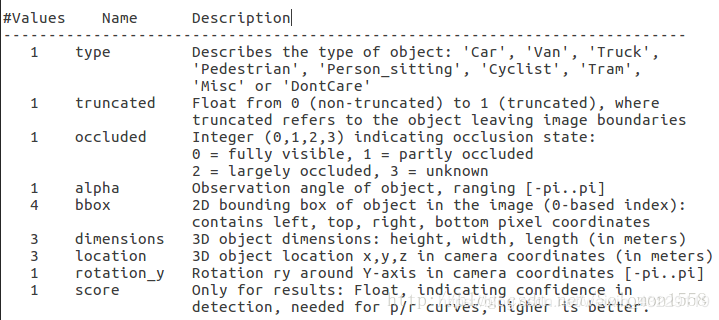 #Values    Name      Description
----------------------------------------------------------------------------
   1    type         Describes the type of object: 'Car', 'Van', 'Truck',
                     'Pedestrian', 'Person_sitting', 'Cyclist', 'Tram',
                     'Misc' or 'DontCare'
   1    truncated    Float from 0 (non-truncated) to 1 (truncated), where
                     truncated refers to the object leaving image boundaries
   1    occluded     Integer (0,1,2,3) indicating occlusion state:
                     0 = fully visible, 1 = partly occluded
                     2 = largely occluded, 3 = unknown
   1    alpha        Observation angle of object, ranging [-pi..pi]
   4    bbox         2D bounding box of object in the image (0-based index):
                     contains left, top, right, bottom pixel coordinates
   3    dimensions   3D object dimensions: height, width, length (in meters)
   3    location     3D object location x,y,z in camera coordinates (in meters)
   1    rotation_y   Rotation ry around Y-axis in camera coordinates [-pi..pi]
   1    score        Only for results: Float, indicating confidence in
                     detection, needed for p/r curves, higher is better.